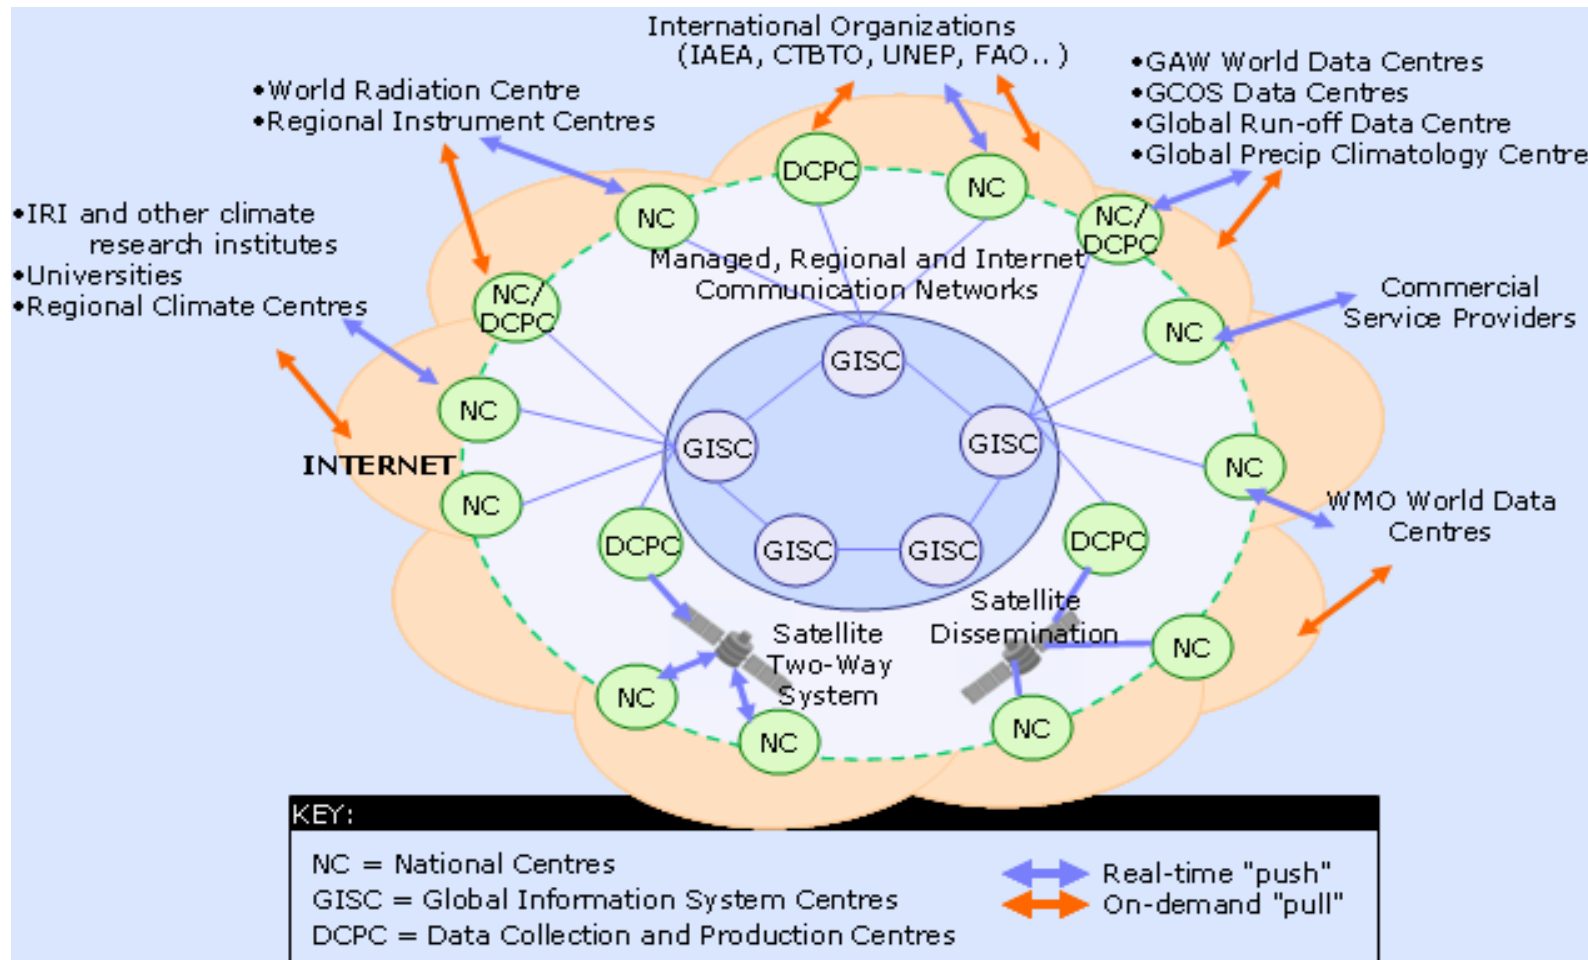 International Organizations
(IAEA, CTBTO, UNEP, FAO.. )
•World Radiation Centre
•Regional Instrument Centres
•GAW World Data Centres
•GCOS Data Centres
•Global Run-off Data Centre
•Global Precip Climatology Centre
•IRI and other climate
research institutes
•Universities
•Regional Climate Centres
DCPC
NC
NC
NC/
DCPC
Managed, Regional and Internet
Communication Networks
NC/
DCPC
NC
Commercial
Service Providers
GISC
NC
GISC
GISC
INTERNET
NC
NC
WMO World Data
Centres
DCPC
GISC
GISC
DCPC
Satellite
Dissemination
Satellite
Two-Way
System
NC
NC
NC
NC
KEY:
NC = National Centres
GISC = Global Information System Centres
DCPC = Data Collection and Production Centres
Real-time "push"
On-demand "pull"